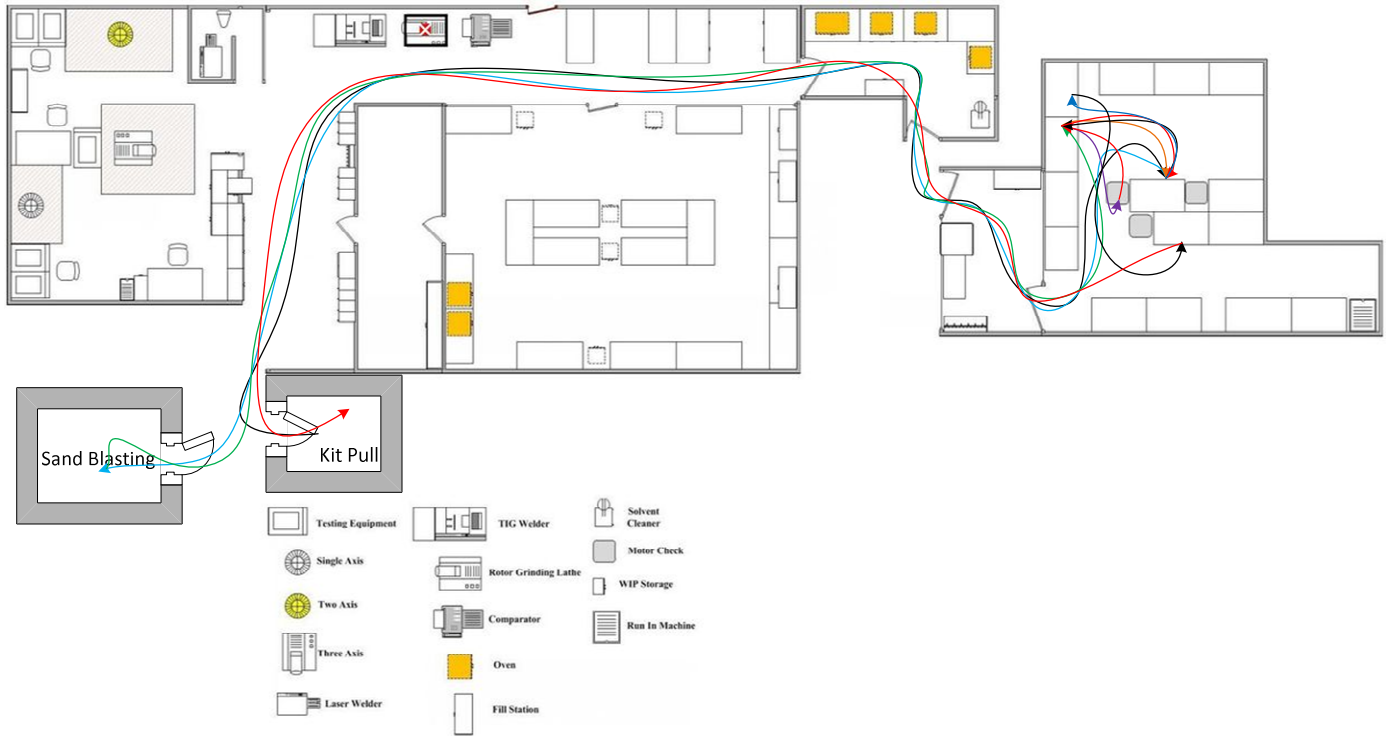 Sand Blasting
Kit Pull
Testing Equipment
Single Axis
Two Axis
Three Axis
Laser Welder
TIG Welder
Rotor Grinding Lathe
Comparator
Oven
Fill Station
Solvent
Cleaner
Motor Check
WIP Storage
Run In Machine